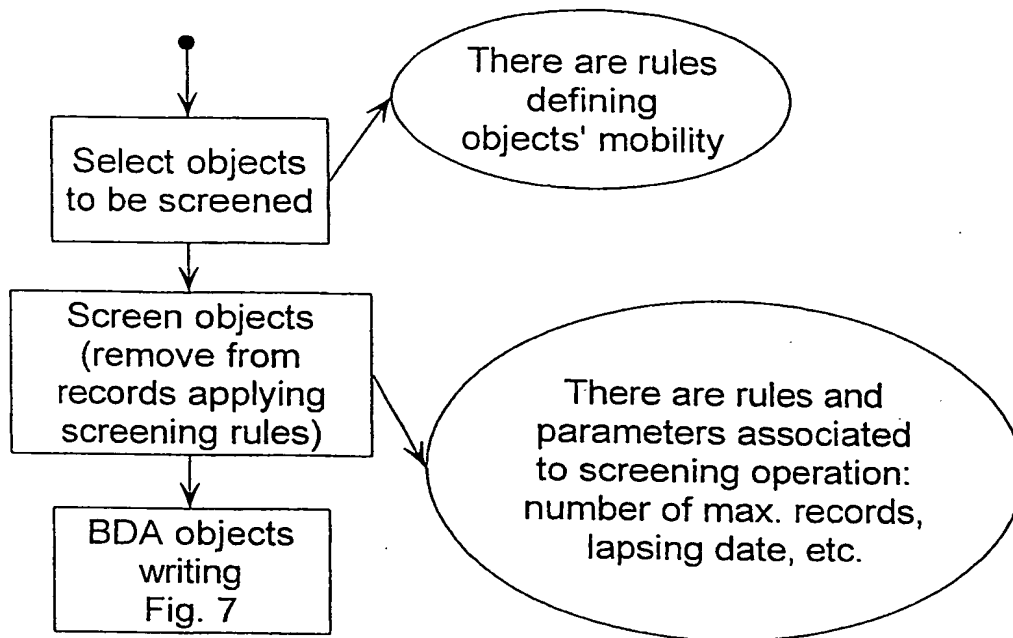 There are rules
defining
objects' mobility
Select objects
to be screened
Screen objects
(remove from
records applying
screening rules)
There are rules and
parameters associated
to screening operation:
number of max. records,
lapsing date, etc.
BDA objects
writing
Fig. 7